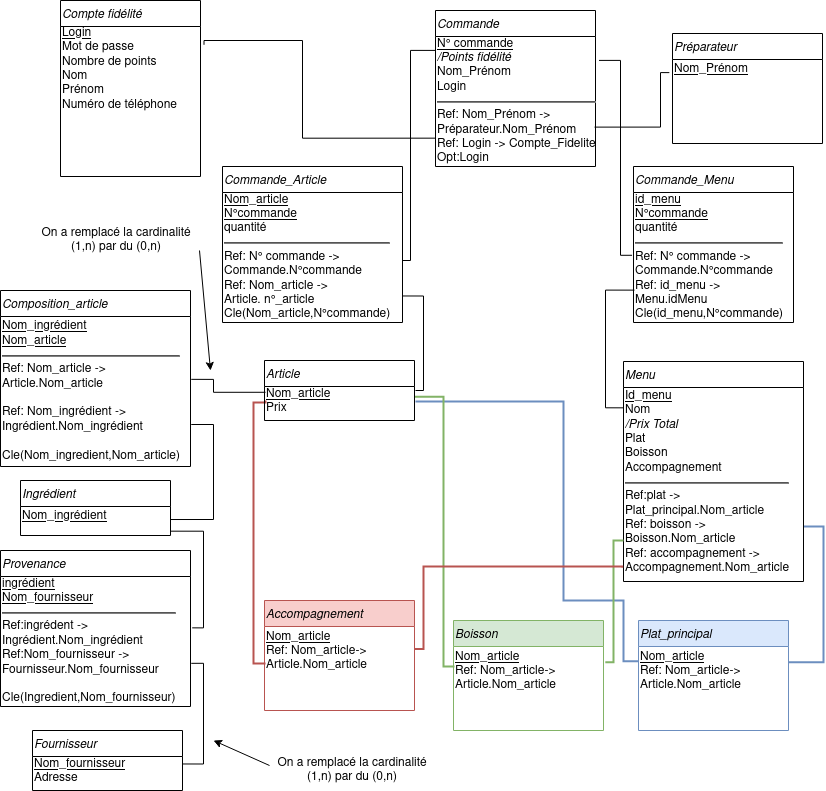 Compte fidélité
Login
Mot de passe
Nombre de points
Nom
Prénom
Numéro de téléphone
Commande
N° commande
/Points fidélité
Nom_Prénom
Login
Ref: Nom_Prénom ->
Préparateur.Nom_Prénom
Ref: Login -> Compte_Fidelite
Opt:Login
Préparateur
Nom_Prénom
Commande_Article
Nom_article
N°commande
quantité
Ref: N° commande ->
Commande.N°commande
Ref: Nom_article ->
Article. n°_article
Cle(Nom_article,N°commande)
Commande_Menu
id_menu
N°commande
quantité
Ref: N° commande ->
Commande.N°commande
Ref: id_menu ->
Menu.idMenu
Cle(id_menu,N°commande)
On a remplacé la cardinalité
(1,n) par du (0,n)
Composition_article
Nom_ingrédient
Nom_article
Ref: Nom_article ->
Article.Nom_article
Ref: Nom_ingrédient ->
Ingrédient.Nom_ingrédient
Cle(Nom_ingredient,Nom_article)
Article
Nom_article
Prix
Menu
Id_menu
Nom
/Prix Total
Plat
Boisson
Accompagnement
Ref:plat ->
Plat_principal.Nom_article
Ref: boisson ->
Boisson.Nom_article
Ref: accompagnement ->
Accompagnement.Nom_article
Ingrédient
Nom_ingrédient
Provenance
ingrédient
Nom_fournisseur
Ref:ingrédent ->
Ingrédient.Nom_ingrédient
Ref:Nom_fournisseur ->
Fournisseur.Nom_fournisseur
Cle(Ingredient,Nom_fournisseur)
Accompagnement
Nom_article
Ref: Nom_article->
Article.Nom_article
Boisson
Nom_article
Ref: Nom_article->
Article.Nom_article
Plat_principal
Nom_article
Ref: Nom_article->
Article.Nom_article
Fournisseur
Nom_fournisseur
Adresse
On a remplacé la cardinalité
(1,n) par du (0,n)